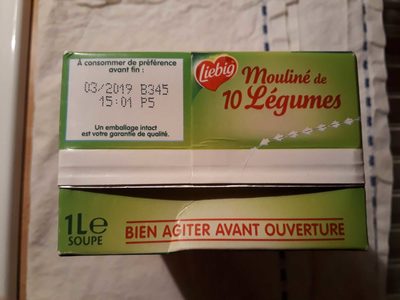 À consommer de préférence
avant fin :
03/2019 B345
15:01 P5
Un emballage intact
est votre garantie de qualité.
Liebig
Mouliné de
10 Légumes
1L℮
SOUPE
BIEN AGITER AVANT OUVERTURE